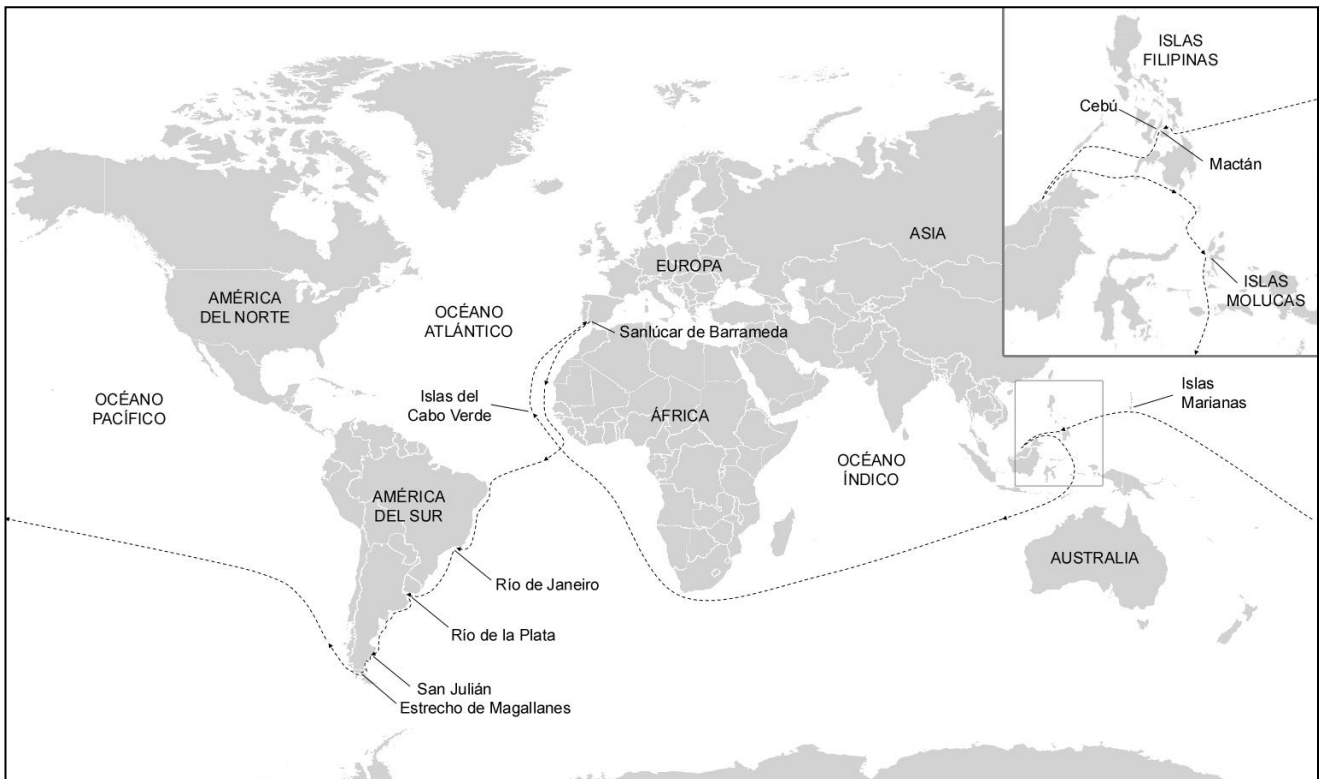 ISLAS
FILIPINAS
Cebú
Mactán
ASIA
EUROPA
ISLAS
MOLUCAS
AMÉRICA
DEL NORTE
OCÉANO
ATLÁNTICO
Sanlúcar de Barrameda
Islas
Marianas
OCÉANO
PACÍFICO
Islas del
Cabo Verde
ÁFRICA
OCÉANO
ÍNDICO
AMÉRICA
DEL SUR
AUSTRALIA
Río de Janeiro
Río de la Plata
San Julián
Estrecho de Magallanes